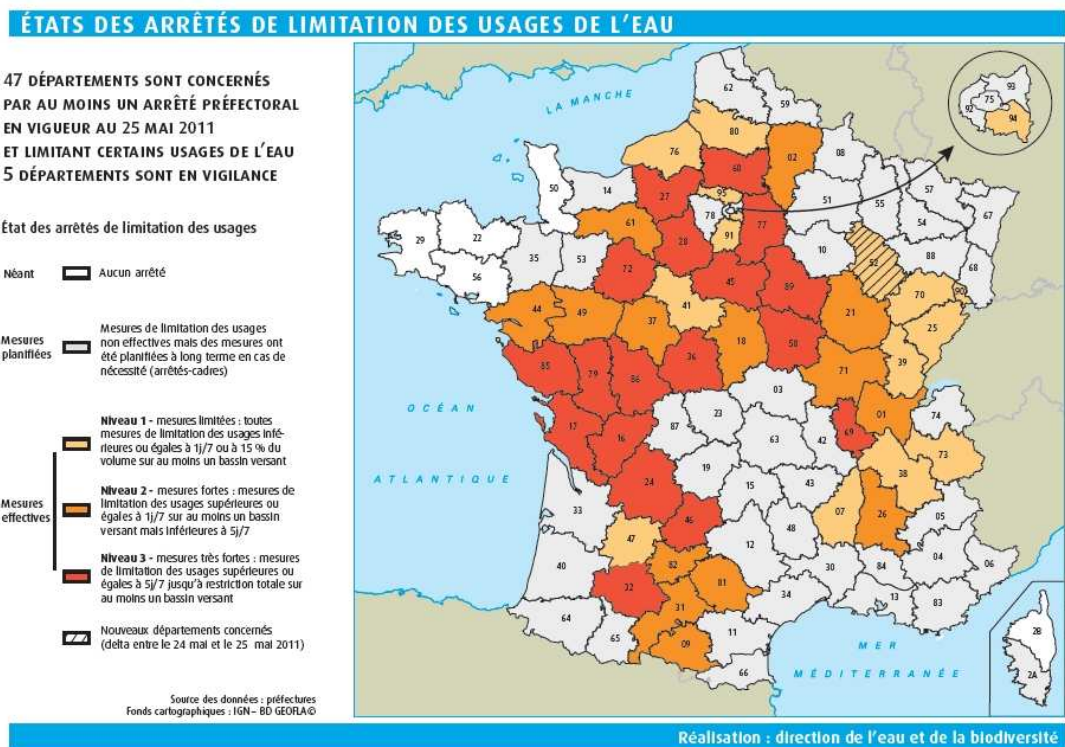 ÉTATS DES ARRÊTÉS DE LIMITATION DES USAGES DE L'EAU
47 DÉPARTEMENTS SONT CONCERNÉS
PAR AU MOINS UN ARRÊTÉ PRÉFECTORAL
EN VIGUEUR AU 25 MAI 2011
ET LIMITANT CERTAINS USAGES DE L'EAU
5 DÉPARTEMENTS SONT EN VIGILANCE
État des arrêtés de limitation des usages
Néant
Aucun arrêté
Mesures
planifiées
Mesures de limitation des usages
non effectives mais des mesures ont
été planifiées à long terme en cas de
nécessité (arrêtés-cadres)
Mesures
effectives
Niveau 1 - mesures limitées : toutes
mesures de limitation des usages infé-
rieures ou égales à 1j/7 ou à 15 % du
volume sur au moins un bassin versant
Niveau 2 - mesures fortes : mesures de
limitation des usages supérieures ou
égales à 1j/7 sur au moins un bassin
versant mais inférieures à 5j/7
Niveau 3 - mesures très fortes : mesures
de limitation des usages supérieures ou
égales à 5j/7 jusqu'à restriction totale sur
au moins un bassin versant
Nouveaux départements concernés
(delta entre le 24 mai et le 25 mai 2011)
Source des données : préfectures
Fonds cartographiques : IGN – BD GEOFLA©
LA MANCHE
OCÉAN
ATLANTIQUE
MER
MÉDITERRANÉE
62
59
80
76
02
08
60
50
14
27
95
78
91
77
51
55
57
54
67
61
28
10
52
88
68
29
22
56
35
53
72
45
89
70
90
44
49
37
41
18
58
21
25
39
71
85
79
86
36
03
01
74
17
16
87
23
63
42
69
73
38
24
19
15
43
07
26
05
33
46
48
47
12
04
06
40
82
81
30
84
32
31
34
13
83
64
65
09
11
66
93
75
92
94
2B
2A
Réalisation : direction de l'eau et de la biodiversité